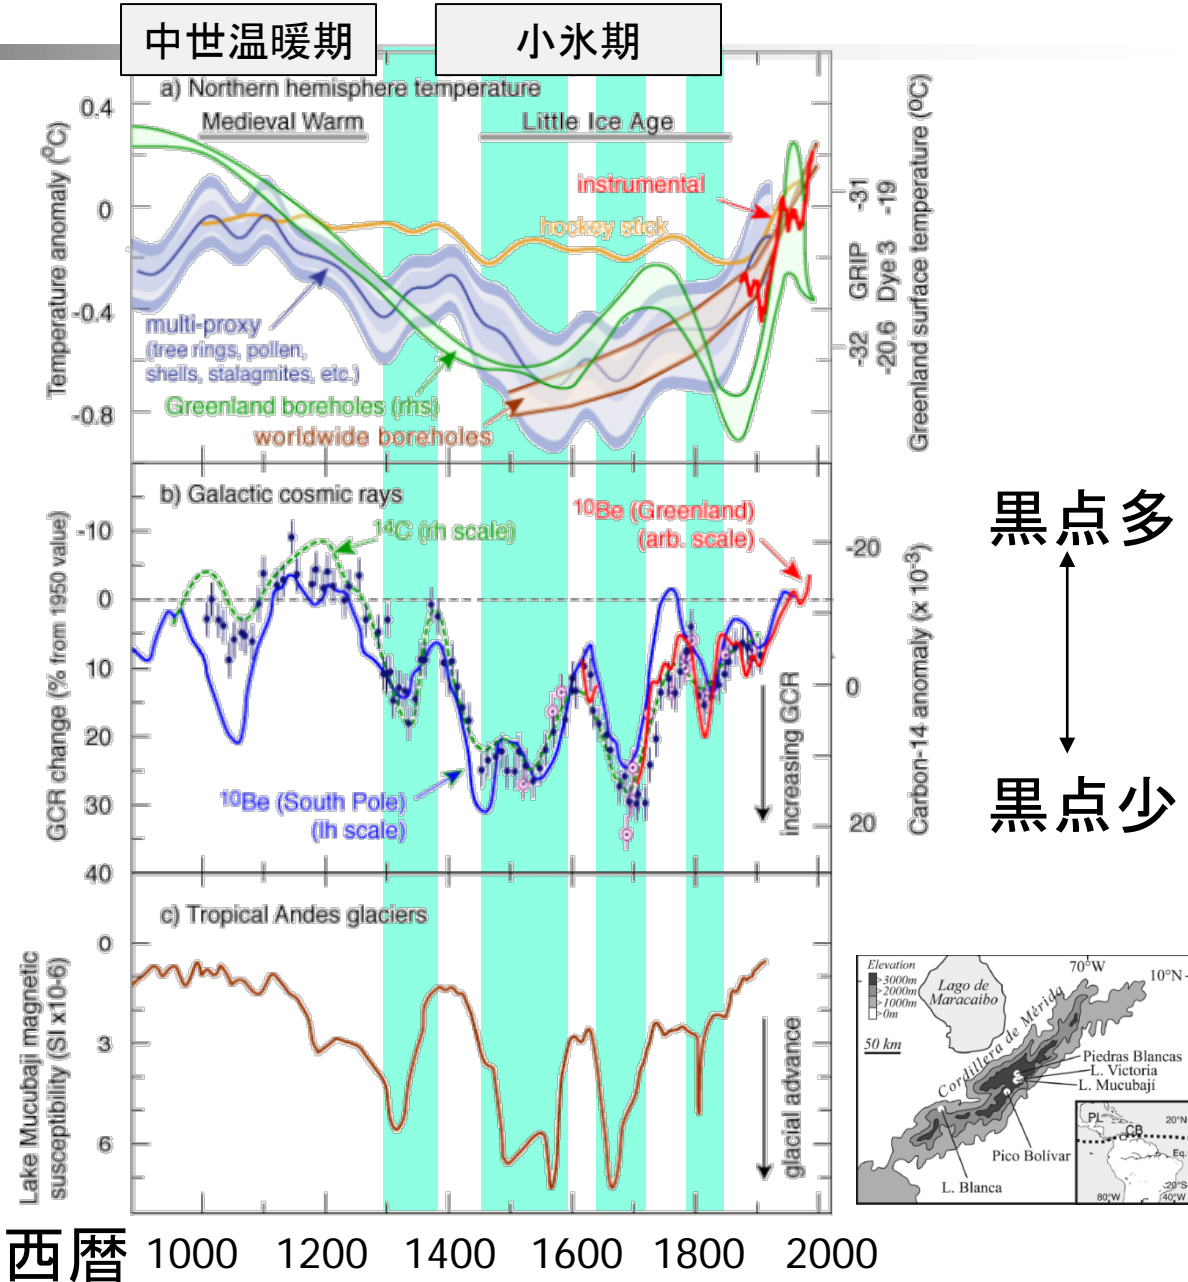 中世温暖期
小氷期
a) Northern hemisphere temperature
Medieval Warm
Little Ice Age
Temperature anomaly (ºC)
0.4
0
-0.4
-0.8
instrumental
hockey stick
multi-proxy
(tree rings, pollen,
shells, stalagmites, etc.)
Greenland boreholes (rhs)
worldwide boreholes
-31
-32
GRIP
-19
-20.6
Dye 3
Greenland surface temperature (ºC)
b) Galactic cosmic rays
GCR change (% from 1950 value)
-10
0
10
20
30
40
¹⁴C (rh scale)
¹⁰Be (Greenland)
(arb. scale)
¹⁰Be (South Pole)
(lh scale)
increasing GCR
-20
0
20
Carbon-14 anomaly (x 10⁻³)
黒点多
黒点少
c) Tropical Andes glaciers
Lake Mucubaji magnetic
susceptibility (SI x10-6)
0
3
6
glacial advance
西暦
1000
1200
1400
1600
1800
2000
Elevation
>3000m
>2000m
>1000m
>0m
50 km
Lago de
Maracaibo
70°W
10°N
Cordillera de Mérida
Piedras Blancas
L. Victoria
L. Mucubají
Pico Bolívar
L. Blanca
PL
CB
20°N
Eq.
20°S
80°W
40°W